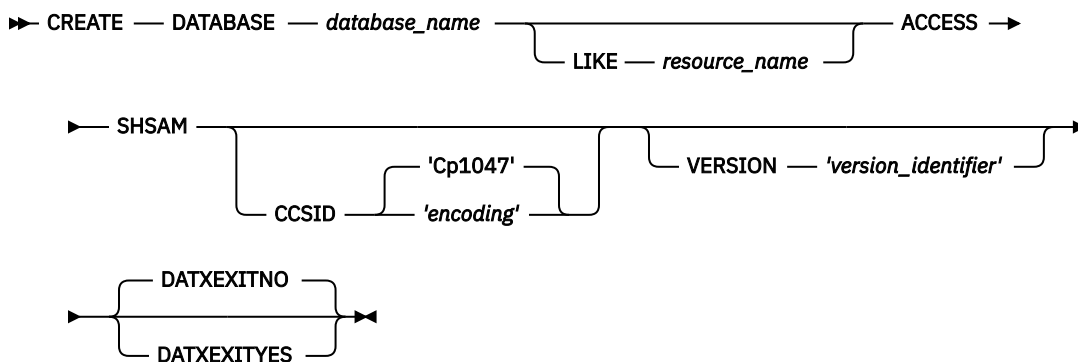 CREATE DATABASE database_name ACCESS
LIKE resource_name
SHSAM
'Cp1047'
VERSION 'version_identifier'
CCSID 'encoding'
DATXEXITNO
DATXEXITYES